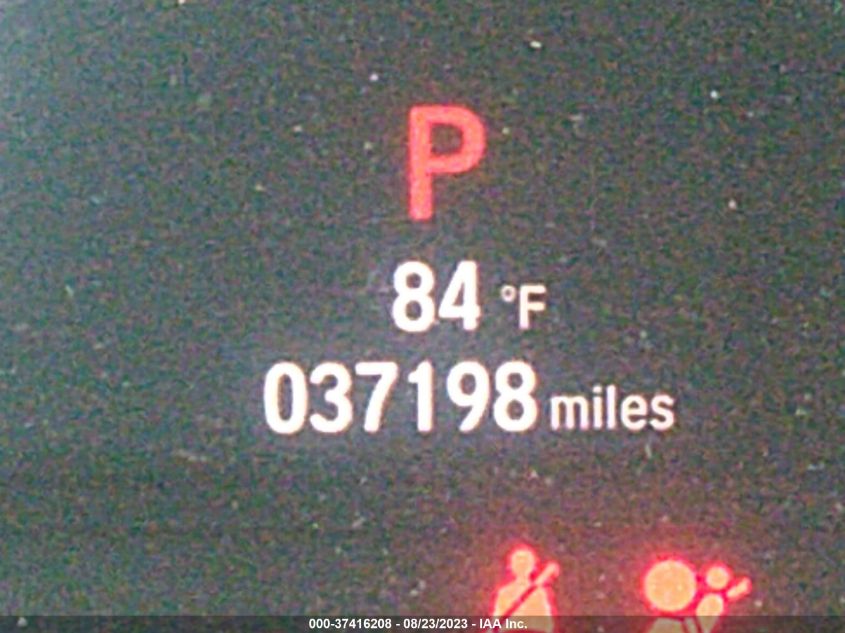 P
84 °F
037198 miles
000-37416208 - 08/23/2023 - IAA Inc.